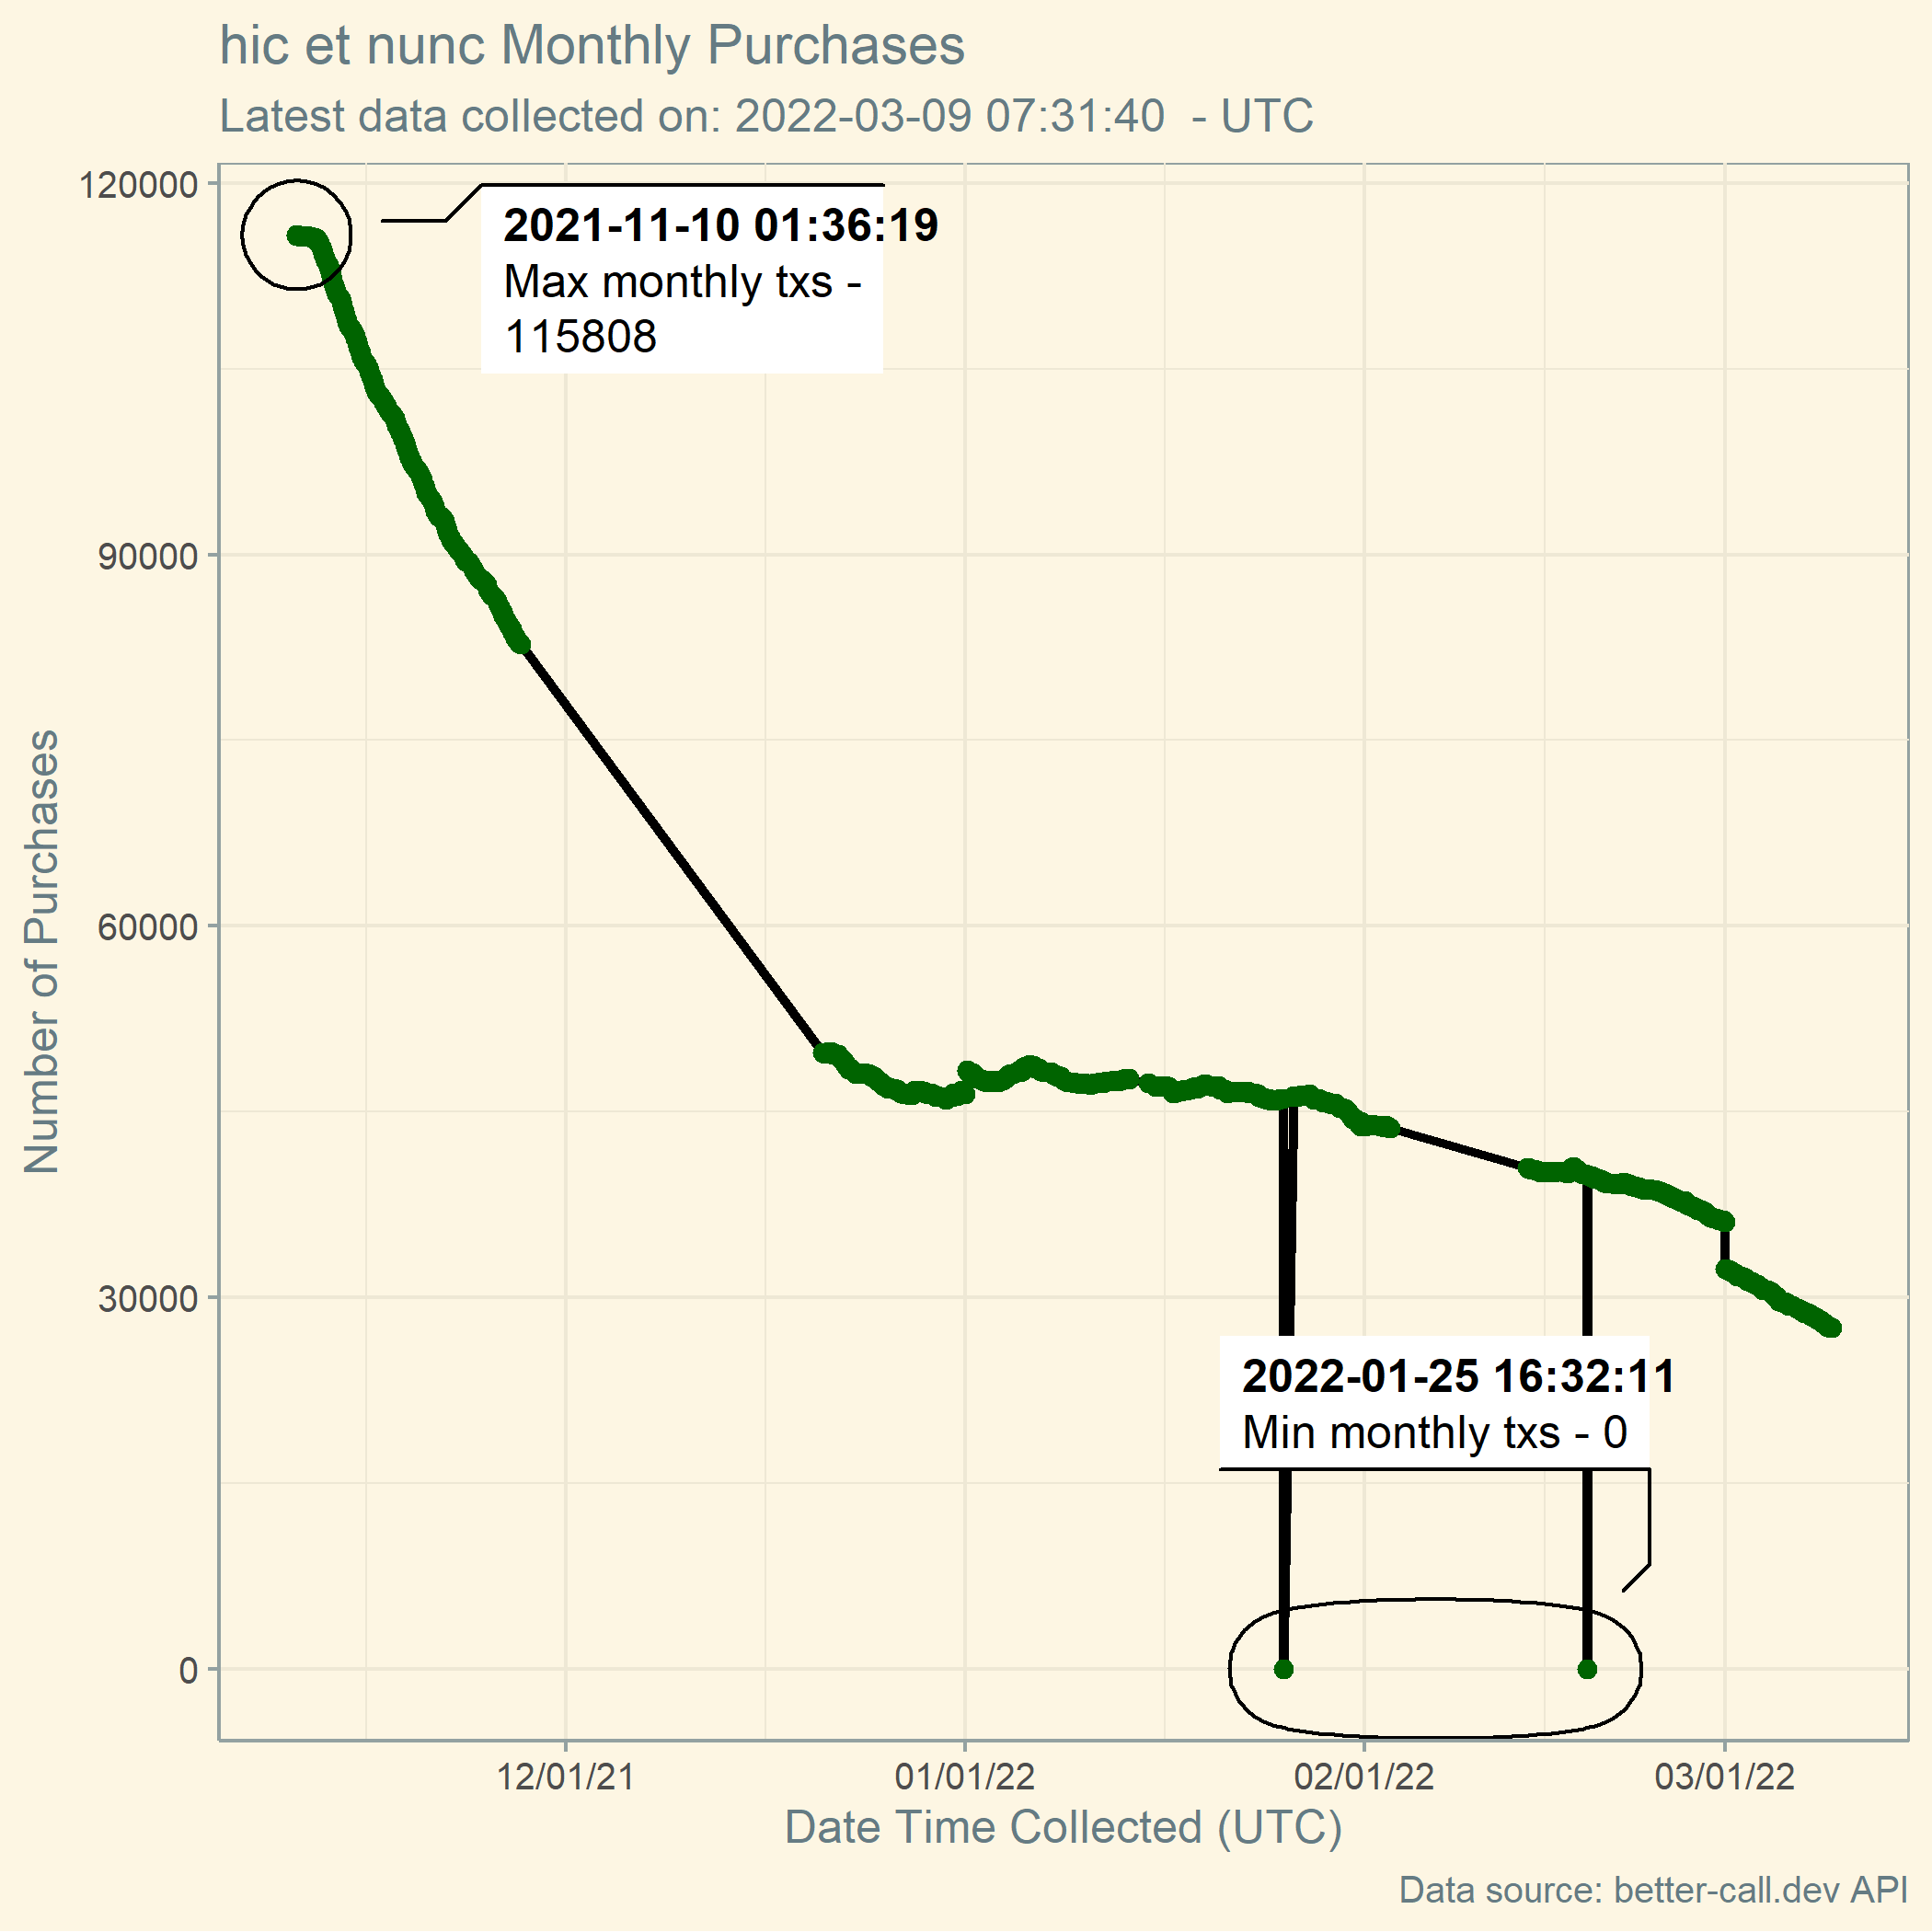 hic et nunc Monthly Purchases
Latest data collected on: 2022-03-09 07:31:40  - UTC
120000
90000
60000
30000
0
Number of Purchases
2021-11-10 01:36:19
Max monthly txs -
115808
2022-01-25 16:32:11
Min monthly txs - 0
12/01/21
01/01/22
02/01/22
03/01/22
Date Time Collected (UTC)
Data source: better-call.dev API